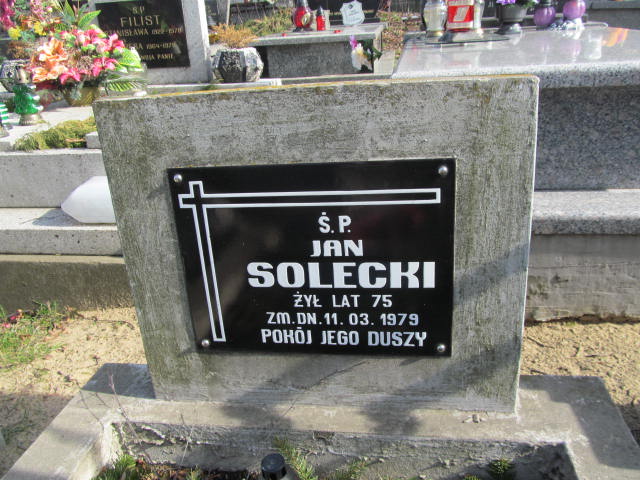 Ś.P.
FILIST
Ś.P.
JAN
SOLECKI
ŻYŁ LAT 75
ZM. DN. 11. 03. 1979
POKÓJ JEGO DUSZY